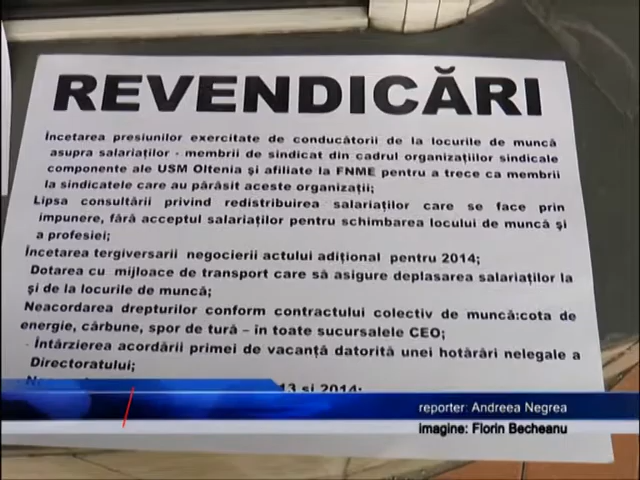 REVENDICĂRI
Încetarea presiunilor exercitate de conducătorii de la locurile de muncă
asupra salariaților - membrii de sindicat din cadrul organizațiilor sindicale
componente ale USM Oltenia și afiliate la FNME pentru a trece ca membrii
la sindicatele care au părăsit aceste organizații;
Lipsa consultării privind redistribuirea salariaților care se face prin
impunere, fără acceptul salariaților pentru schimbarea locului de muncă și
a profesiei;
Încetarea tergiversarii negocierii actului adițional pentru 2014;
Dotarea cu mijloace de transport care să asigure deplasarea salariaților la
și de la locurile de muncă;
Neacordarea drepturilor conform contractului colectiv de muncă:cota de
energie, cărbune, spor de tură – în toate sucursalele CEO;
- Întârzierea acordării primei de vacanță datorită unei hotărâri nelegale a
Directoratului;
13 și 2014;
reporter: Andreea Negrea
imagine: Florin Becheanu